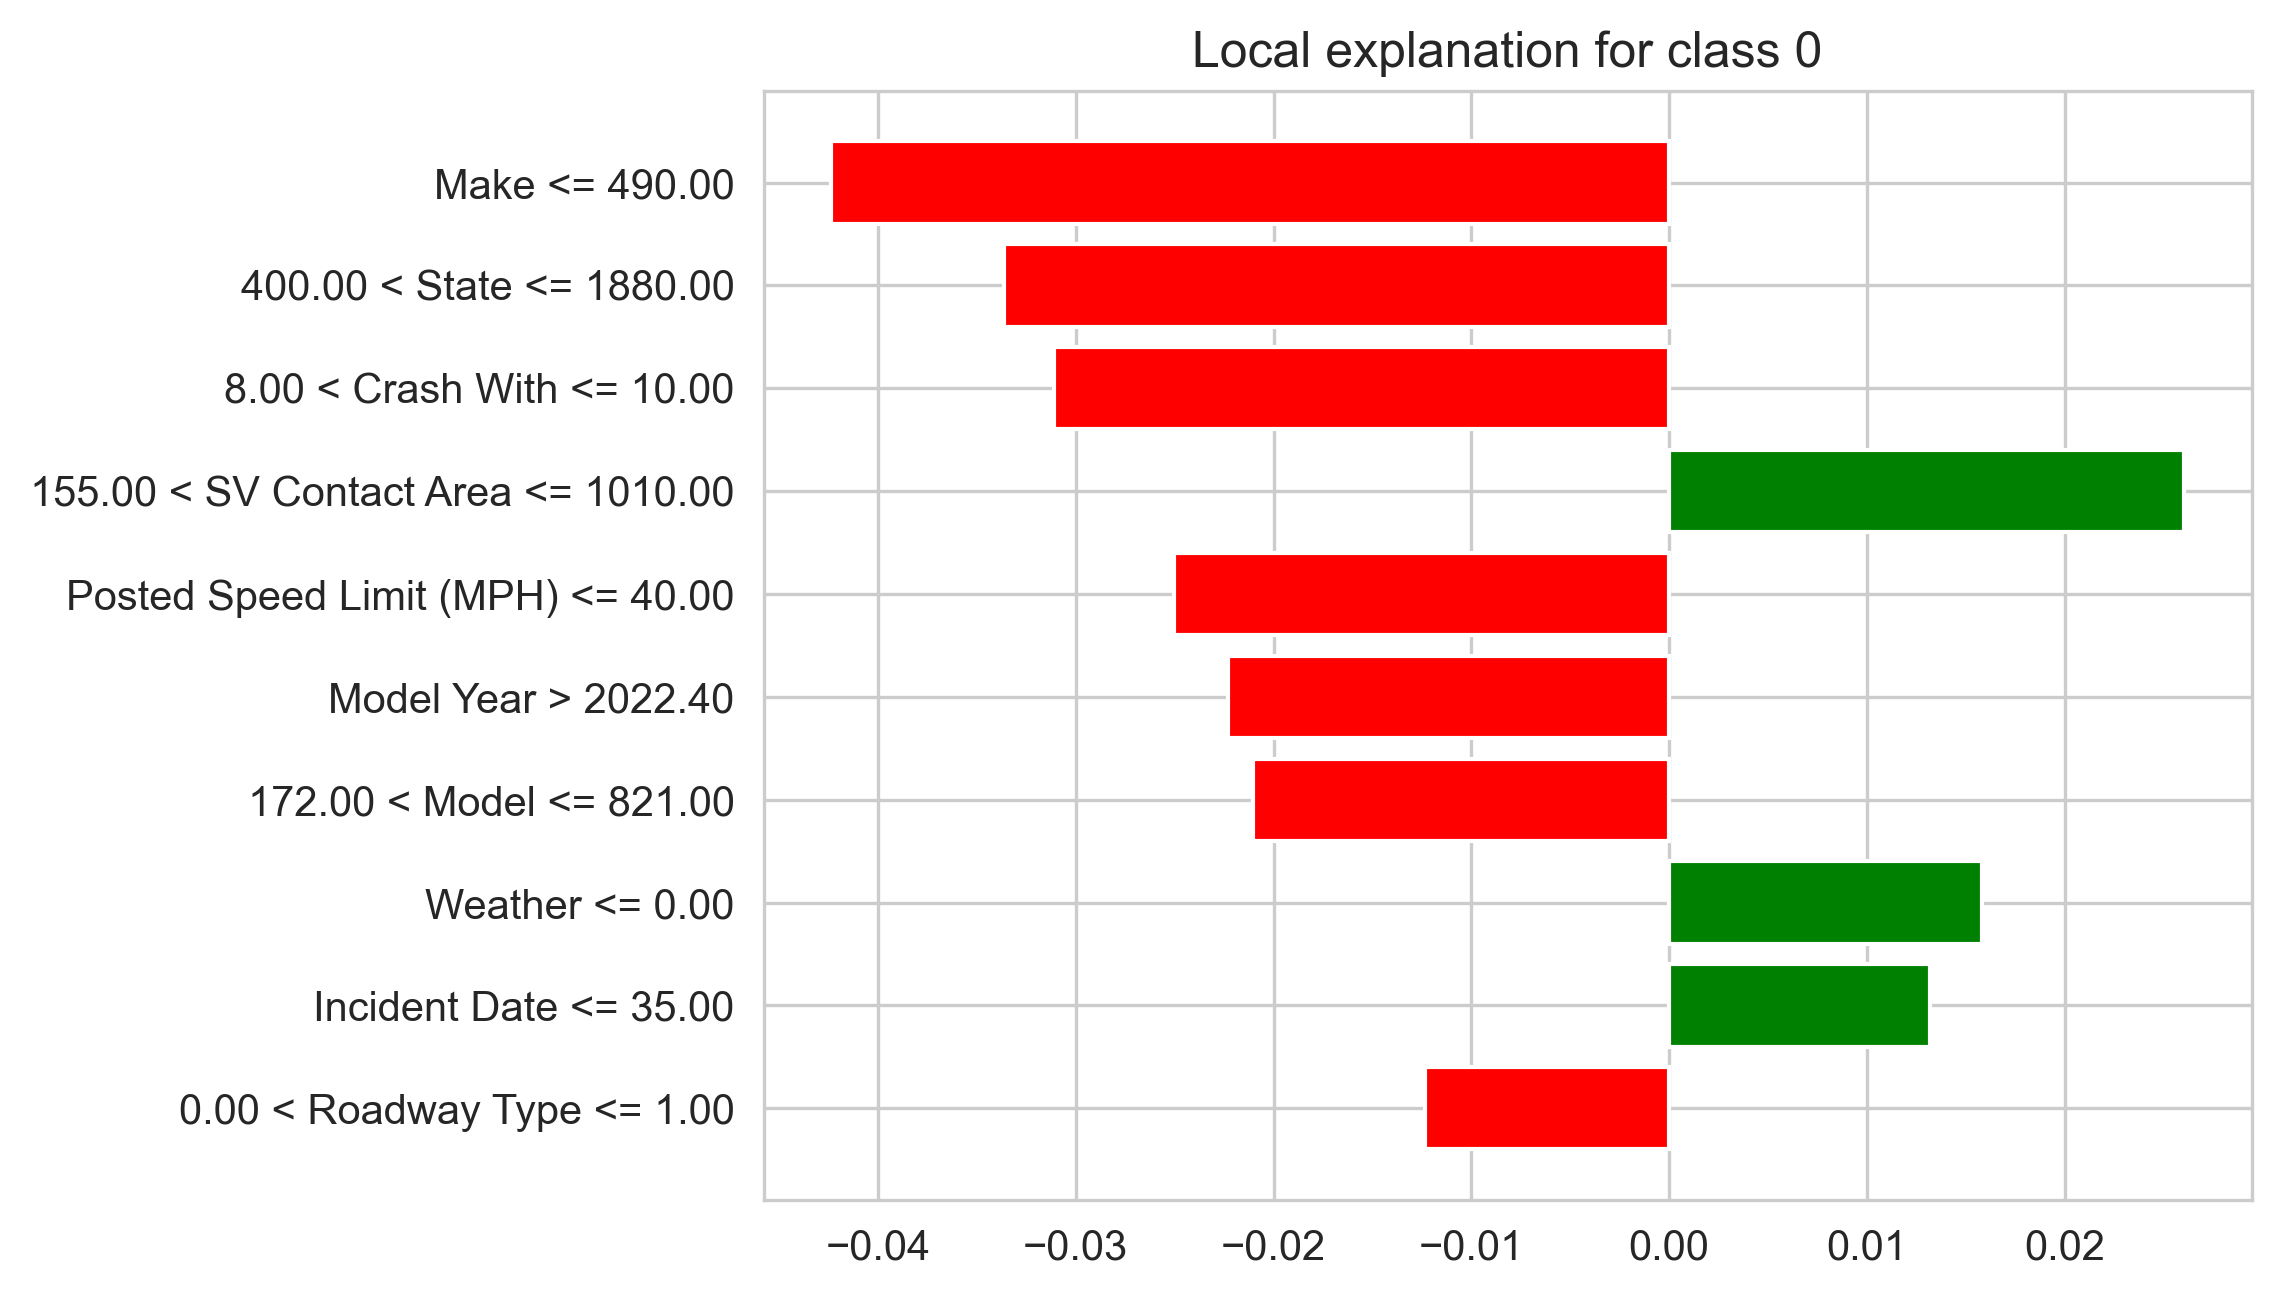 Local explanation for class 0
Make <= 490.00
400.00 < State <= 1880.00
8.00 < Crash With <= 10.00
155.00 < SV Contact Area <= 1010.00
Posted Speed Limit (MPH) <= 40.00
Model Year > 2022.40
172.00 < Model <= 821.00
Weather <= 0.00
Incident Date <= 35.00
0.00 < Roadway Type <= 1.00
−0.04 −0.03 −0.02 −0.01 0.00 0.01 0.02